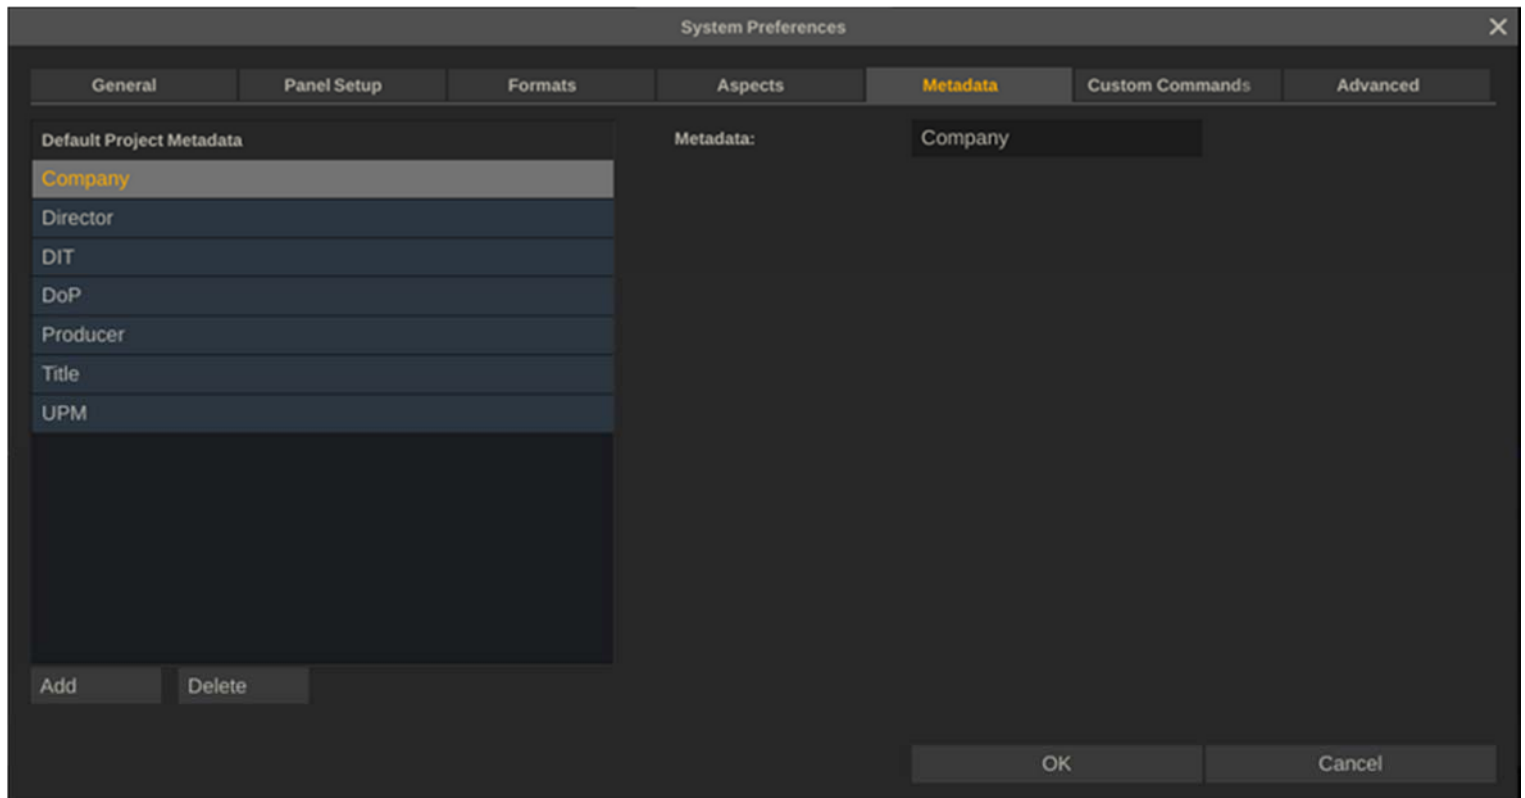 System Preferences
General Panel Setup Formats Aspects Metadata Custom Commands Advanced
Default Project Metadata
Metadata: Company
Company
Director
DIT
DoP
Producer
Title
UPM
Add Delete
OK Cancel